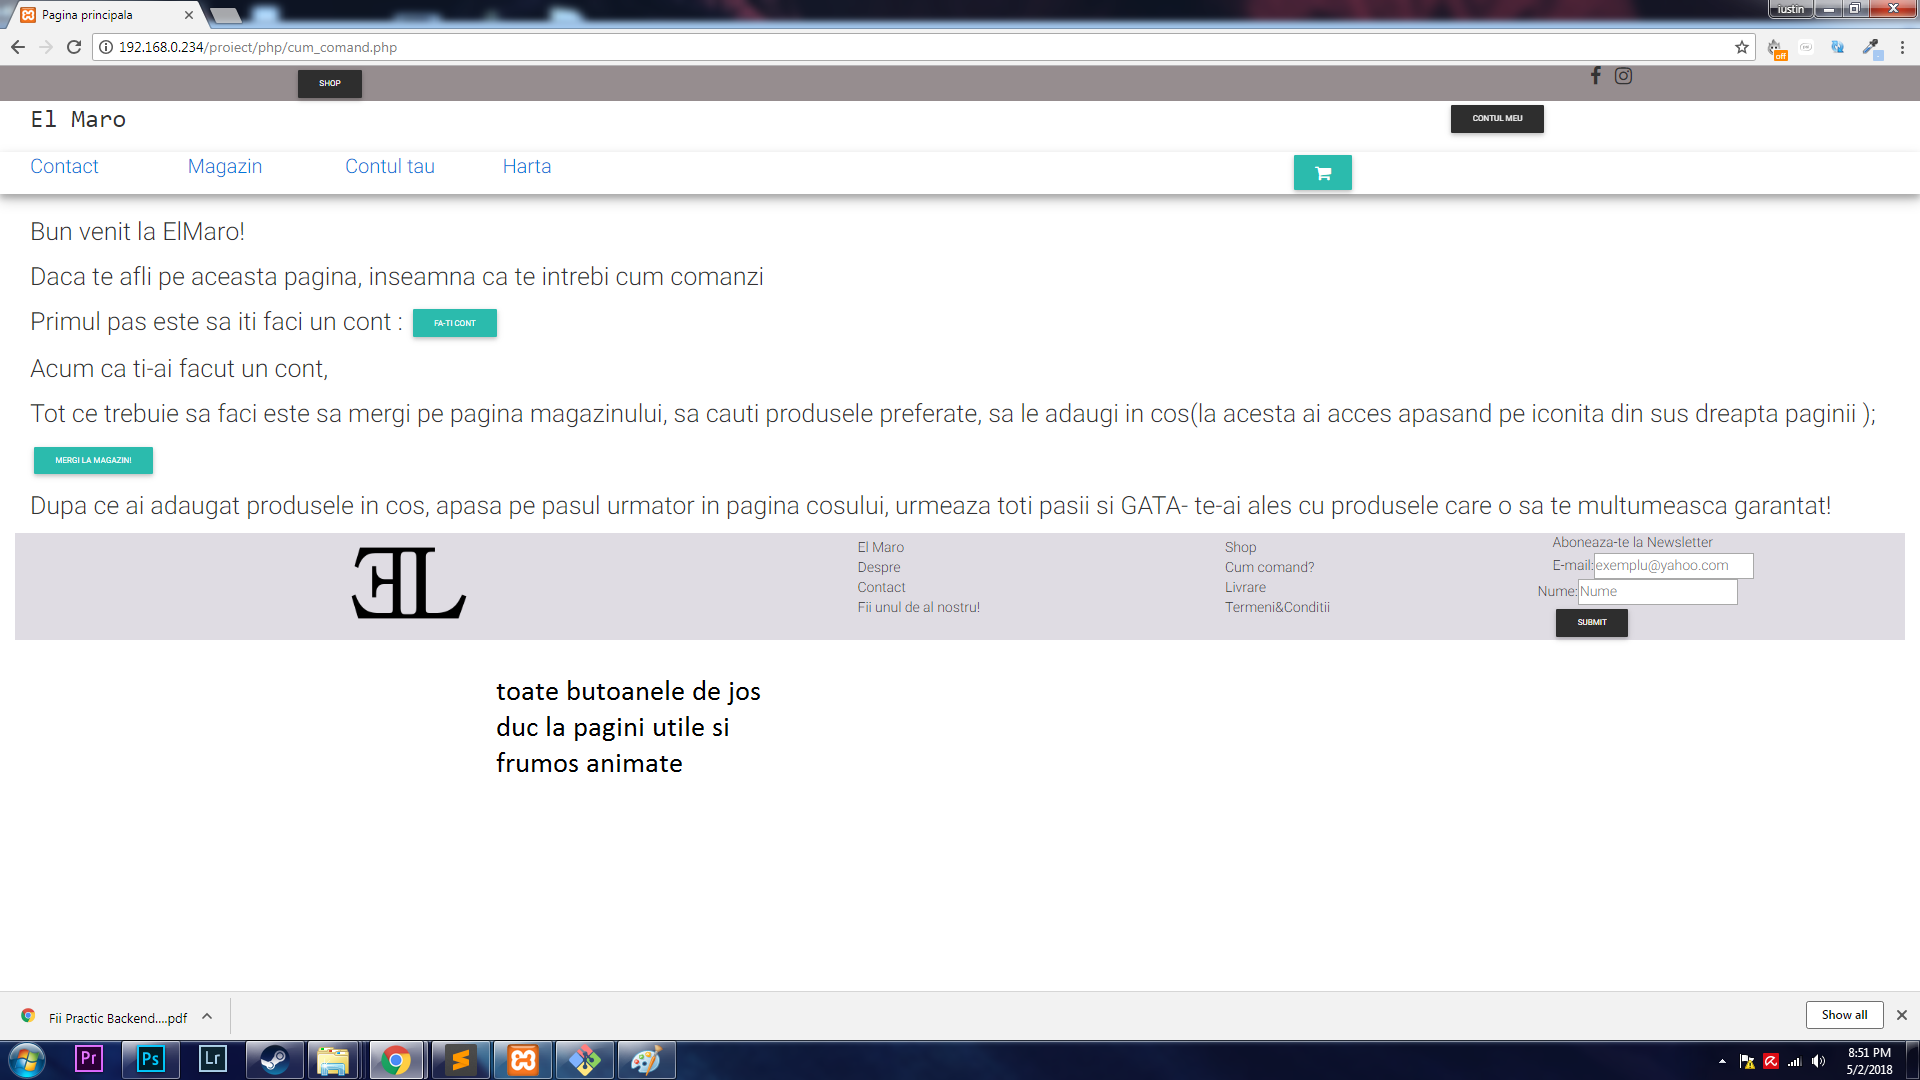 Pagina principala
iustin
192.168.0.234/proiect/php/cum_comand.php
off
SHOP
El Maro
CONTUL MEU
Contact Magazin Contul tau Harta
Bun venit la ElMaro!
Daca te afli pe aceasta pagina, inseamna ca te intrebi cum comanzi
Primul pas este sa iti faci un cont : FA-TI CONT
Acum ca ti-ai facut un cont,
Tot ce trebuie sa faci este sa mergi pe pagina magazinului, sa cauti produsele preferate, sa le adaugi in cos(la acesta ai acces apasand pe iconita din sus dreapta paginii );
MERGI LA MAGAZIN!
Dupa ce ai adaugat produsele in cos, apasa pe pasul urmator in pagina cosului, urmeaza toti pasii si GATA- te-ai ales cu produsele care o sa te multumeasca garantat!
El Maro
Despre
Contact
Fii unul de al nostru!
Shop
Cum comand?
Livrare
Termeni&Conditii
Aboneaza-te la Newsletter
E-mail: exemplu@yahoo.com
Nume: Nume
SUBMIT
toate butoanele de jos
duc la pagini utile si
frumos animate
Fii Practic Backend....pdf
Show all
Pr
Ps
Lr
8:51 PM
5/2/2018